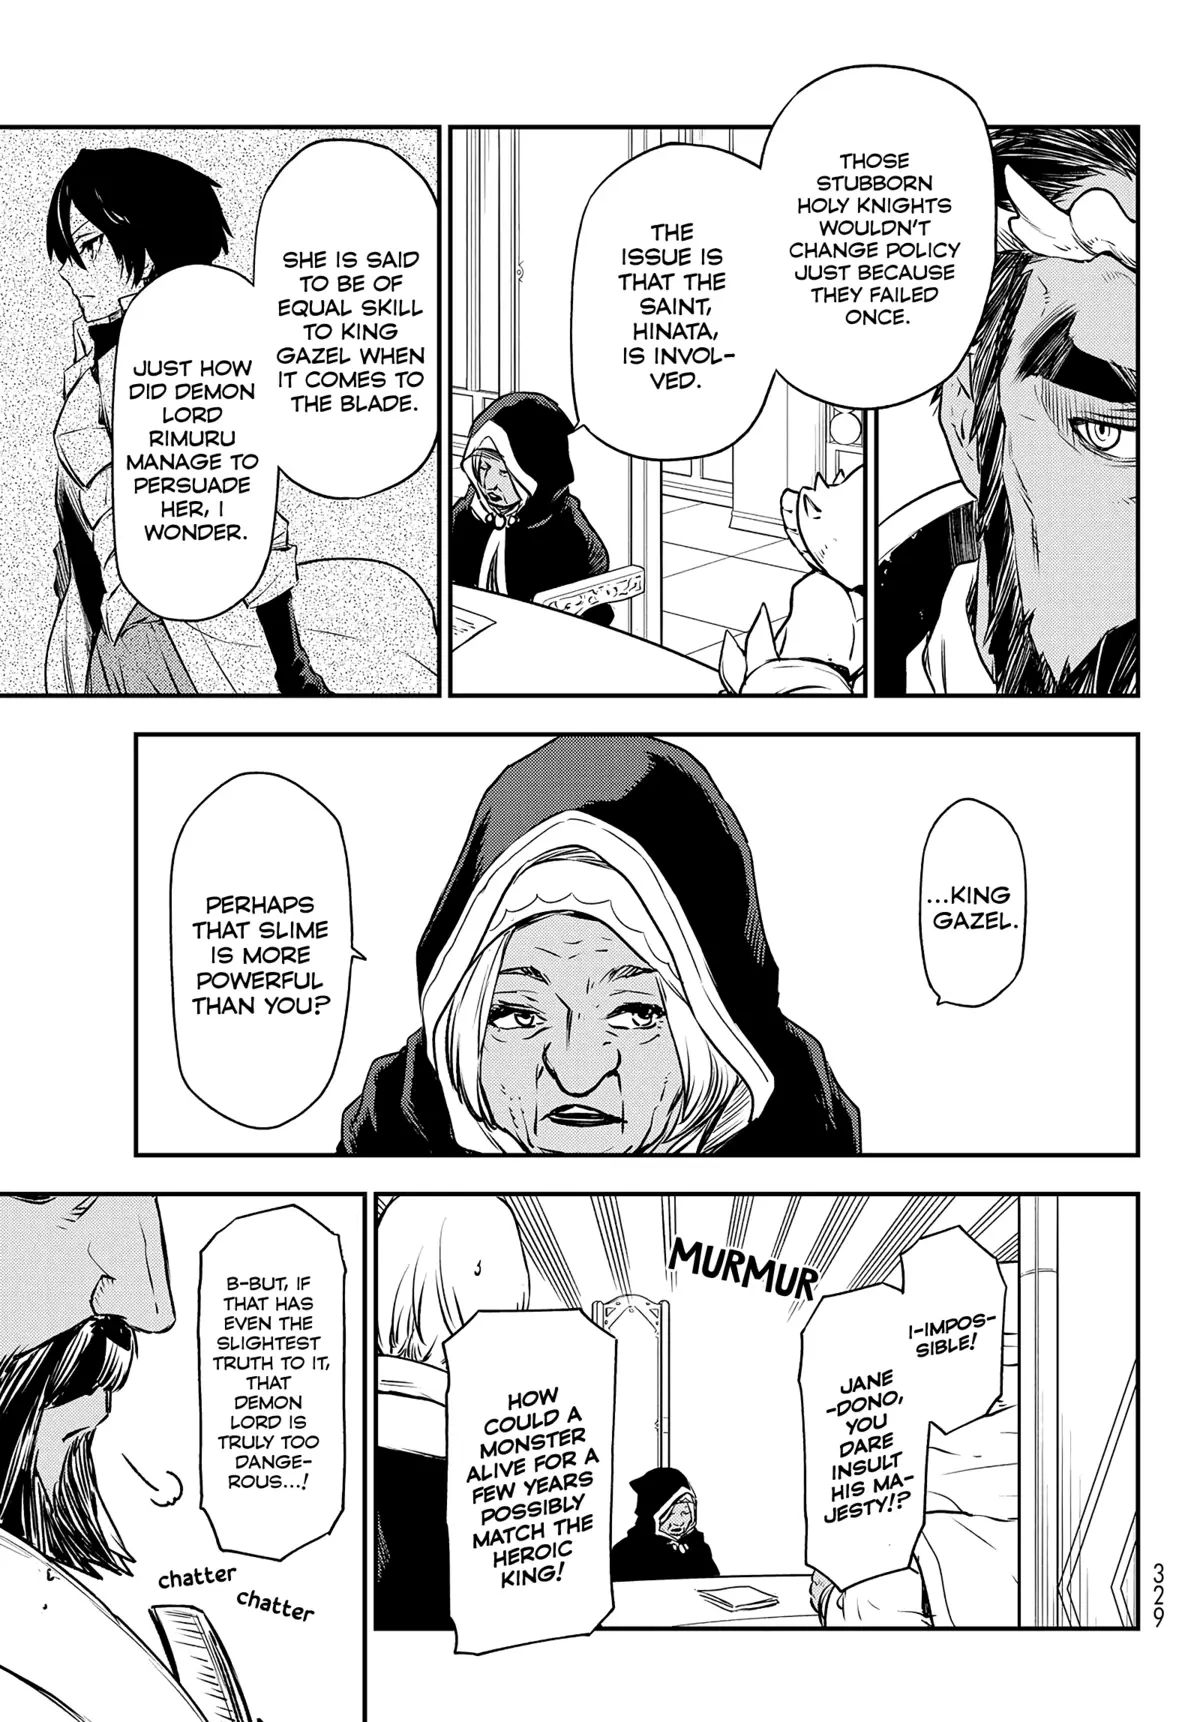 THOSE
STUBBORN
HOLY KNIGHTS
WOULDN'T
CHANGE POLICY
JUST BECAUSE
THEY FAILED
ONCE.
THE
ISSUE IS
THAT THE
SAINT,
HINATA,
IS INVOL-
VED.
SHE IS SAID
TO BE OF
EQUAL SKILL
TO KING
GAZEL WHEN
IT COMES TO
THE BLADE.
JUST HOW
DID DEMON
LORD
RIMURU
MANAGE TO
PERSUADE
HER, I
WONDER.
...KING
GAZEL.
PERHAPS
THAT SLIME
IS MORE
POWERFUL
THAN YOU?
I-IMPOS-
SIBLE!
JANE
-DONO,
YOU
DARE
INSULT
HIS MA-
JESTY!?
MURMUR
HOW
COULD A
MONSTER
ALIVE FOR A
FEW YEARS
POSSIBLY
MATCH THE
HEROIC
KING!
B-BUT, IF
THAT HAS
EVEN THE
SLIGHTEST
TRUTH TO IT,
THAT
DEMON
LORD IS
TRULY TOO
DANGE-
ROUS...!
chatter
chatter
329